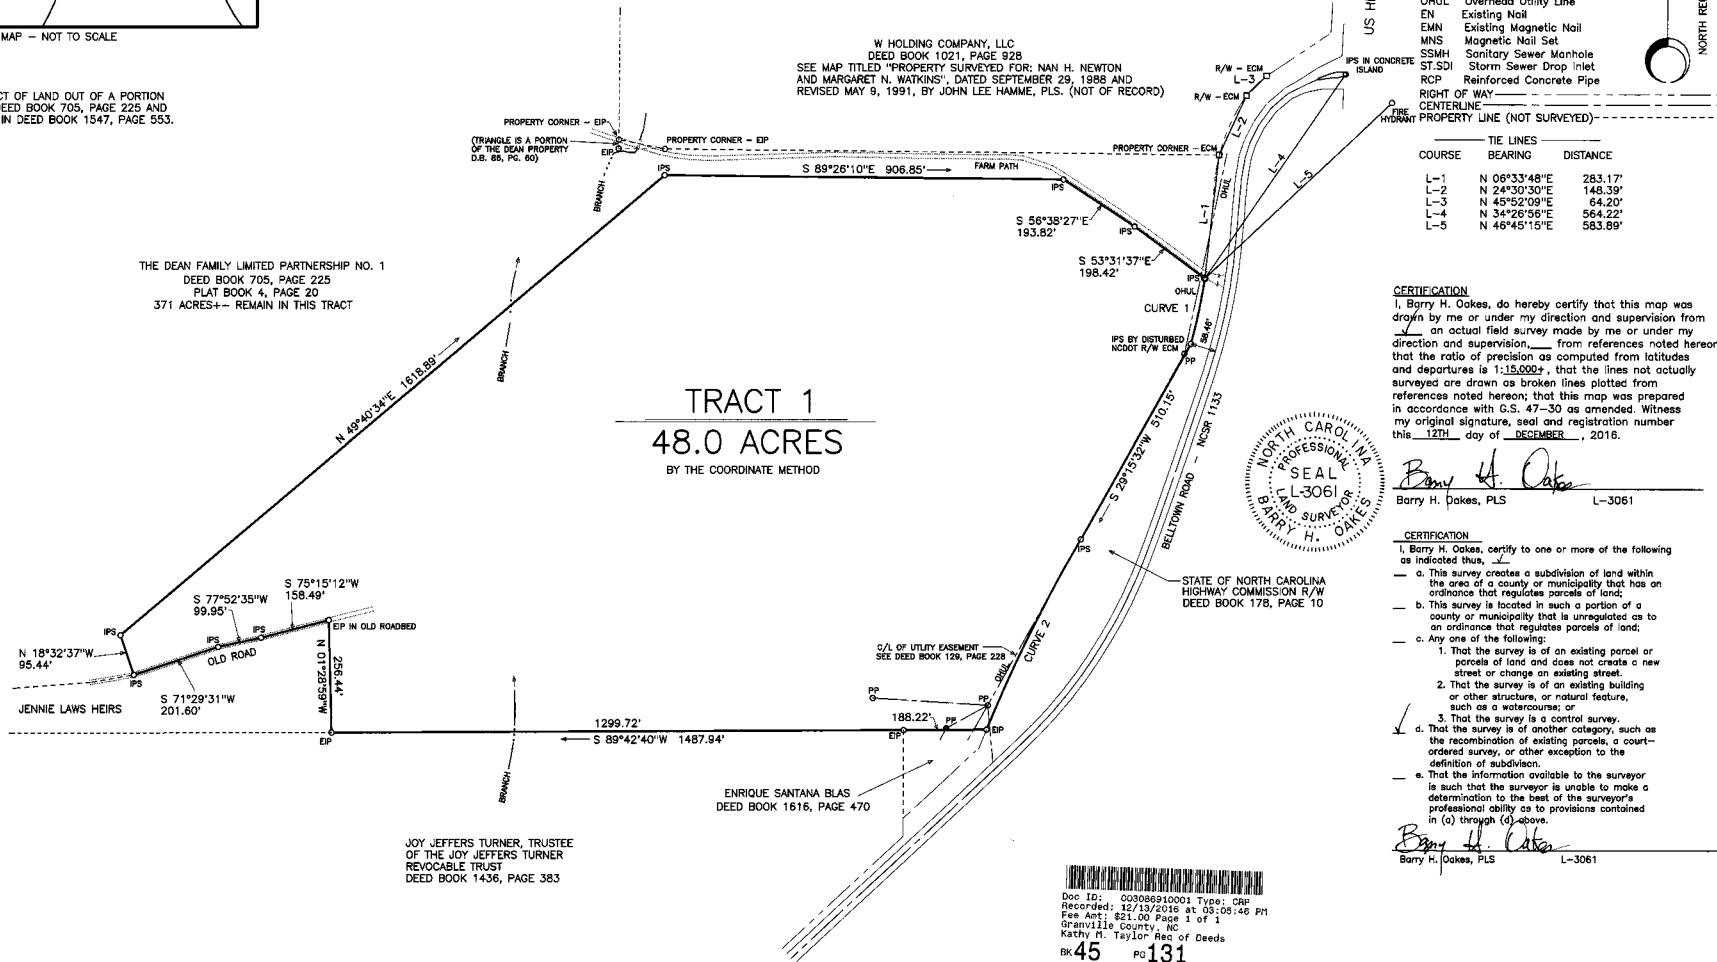 MAP - NOT TO SCALE
CT OF LAND OUT OF A PORTION
DEED BOOK 705, PAGE 225 AND
IN DEED BOOK 1547, PAGE 553.
W HOLDING COMPANY, LLC
DEED BOOK 1021, PAGE 928
SEE MAP TITLED "PROPERTY SURVEYED FOR: NAN H. NEWTON
AND MARGARET N. WATKINS", DATED SEPTEMBER 29, 1988 AND
REVISED MAY 9, 1991, BY JOHN LEE HAMME, PLS. (NOT OF RECORD)
PROPERTY CORNER - EIP
(TRIANGLE IS A PORTION
OF THE DEAN PROPERTY
D.B. 86, PG. 60)
EIP
PROPERTY CORNER - EIP
PROPERTY CORNER - ECM
R/W - ECM
L-3
R/W - ECM
L-2
L-1
OHUL
L-4
L-5
US H
IPS IN CONCRETE
ISLAND
FIRE
HYDRANT
OHUL Overhead Utility Line
EN Existing Nail
EMN Existing Magnetic Nail
MNS Magnetic Nail Set
SSMH Sanitary Sewer Manhole
ST.SDI Storm Sewer Drop Inlet
RCP Reinforced Concrete Pipe
RIGHT OF WAY
CENTERLINE
PROPERTY LINE (NOT SURVEYED)
NORTH REF
TIE LINES
COURSE BEARING DISTANCE
L-1 N 06°33'48"E 283.17'
L-2 N 24°30'30"E 148.39'
L-3 N 45°52'09"E 64.20'
L-4 N 34°26'56"E 564.22'
L-5 N 46°45'15"E 583.89'
BRANCH
IPS
S 89°26'10"E 906.85'
FARM PATH
IPS
S 56°38'27"E
193.82'
IPS
S 53°31'37"E
198.42'
IPS
OHUL
CURVE 1
IPS BY DISTURBED
NCDOT R/W ECM
58.46'
PP
THE DEAN FAMILY LIMITED PARTNERSHIP NO. 1
DEED BOOK 705, PAGE 225
PLAT BOOK 4, PAGE 20
371 ACRES+- REMAIN IN THIS TRACT
BRANCH
N 49°40'34"E 1618.89'
TRACT 1
48.0 ACRES
BY THE COORDINATE METHOD
S 29°15'32"W 510.15'
BELLTOWN ROAD - NCSR 1133
IPS
STATE OF NORTH CAROLINA
HIGHWAY COMMISSION R/W
DEED BOOK 178, PAGE 10
C/L OF UTILITY EASEMENT
SEE DEED BOOK 129, PAGE 228
OHUL
CURVE 2
S 77°52'35"W
99.95'
S 75°15'12"W
158.49'
IPS
IPS
EIP IN OLD ROADBED
N 18°32'37"W
95.44'
OLD ROAD
IPS
S 71°29'31"W
201.60'
N 01°28'59"W
256.44'
JENNIE LAWS HEIRS
EIP
1299.72'
S 89°42'40"W 1487.94'
188.22'
PP
PP
PP
EIP
EIP
BRANCH
ENRIQUE SANTANA BLAS
DEED BOOK 1616, PAGE 470
JOY JEFFERS TURNER, TRUSTEE
OF THE JOY JEFFERS TURNER
REVOCABLE TRUST
DEED BOOK 1436, PAGE 383
CERTIFICATION
I, Barry H. Oakes, do hereby certify that this map was
drawn by me or under my direction and supervision from
✓ an actual field survey made by me or under my
direction and supervision,___ from references noted hereon
that the ratio of precision as computed from latitudes
and departures is 1:15,000+, that the lines not actually
surveyed are drawn as broken lines plotted from
references noted hereon; that this map was prepared
in accordance with G.S. 47-30 as amended. Witness
my original signature, seal and registration number
this 12TH day of DECEMBER, 2016.
Barry H. Oakes
Barry H. Oakes, PLS L-3061
NORTH CAROLINA
PROFESSIONAL
SEAL
L-3061
LAND SURVEYOR
BARRY H. OAKES
CERTIFICATION
I, Barry H. Oakes, certify to one or more of the following
as indicated thus, ✓
__ a. This survey creates a subdivision of land within
the area of a county or municipality that has an
ordinance that regulates parcels of land;
__ b. This survey is located in such a portion of a
county or municipality that is unregulated as to
an ordinance that regulates parcels of land;
__ c. Any one of the following:
1. That the survey is of an existing parcel or
parcels of land and does not create a new
street or change an existing street.
2. That the survey is of an existing building
or other structure, or natural feature,
such as a watercourse; or
3. That the survey is a control survey.
✓ d. That the survey is of another category, such as
the recombination of existing parcels, a court-
ordered survey, or other exception to the
definition of subdivison.
__ e. That the information available to the surveyor
is such that the surveyor is unable to make a
determination to the best of the surveyor's
professional ability as to provisions contained
in (a) through (d) above.
Barry H. Oakes
Barry H. Oakes, PLS L-3061
Doc ID: 003086910001 Type: CRP
Recorded: 12/13/2016 at 03:05:46 PM
Fee Amt: $21.00 Page 1 of 1
Granville County, NC
Kathy M. Taylor Reg of Deeds
BK 45 PG 131